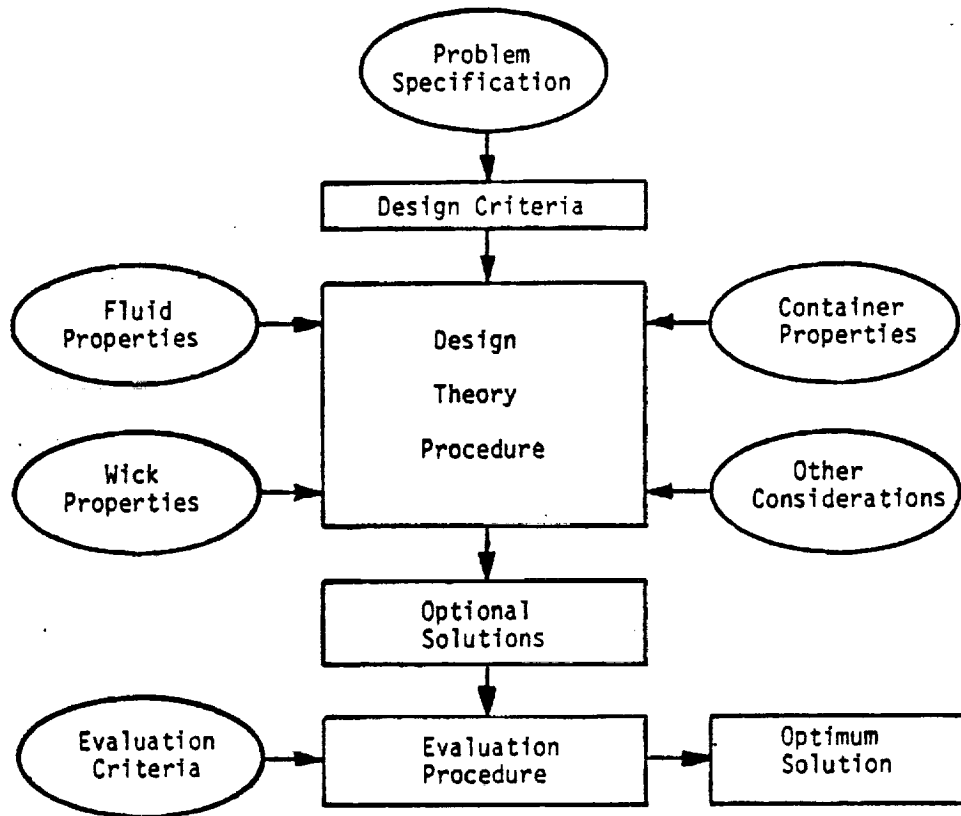 Problem
Specification
Design Criteria
Fluid
Properties
Container
Properties
Design
Theory
Procedure
Wick
Properties
Other
Considerations
Optional
Solutions
Evaluation
Criteria
Evaluation
Procedure
Optimum
Solution